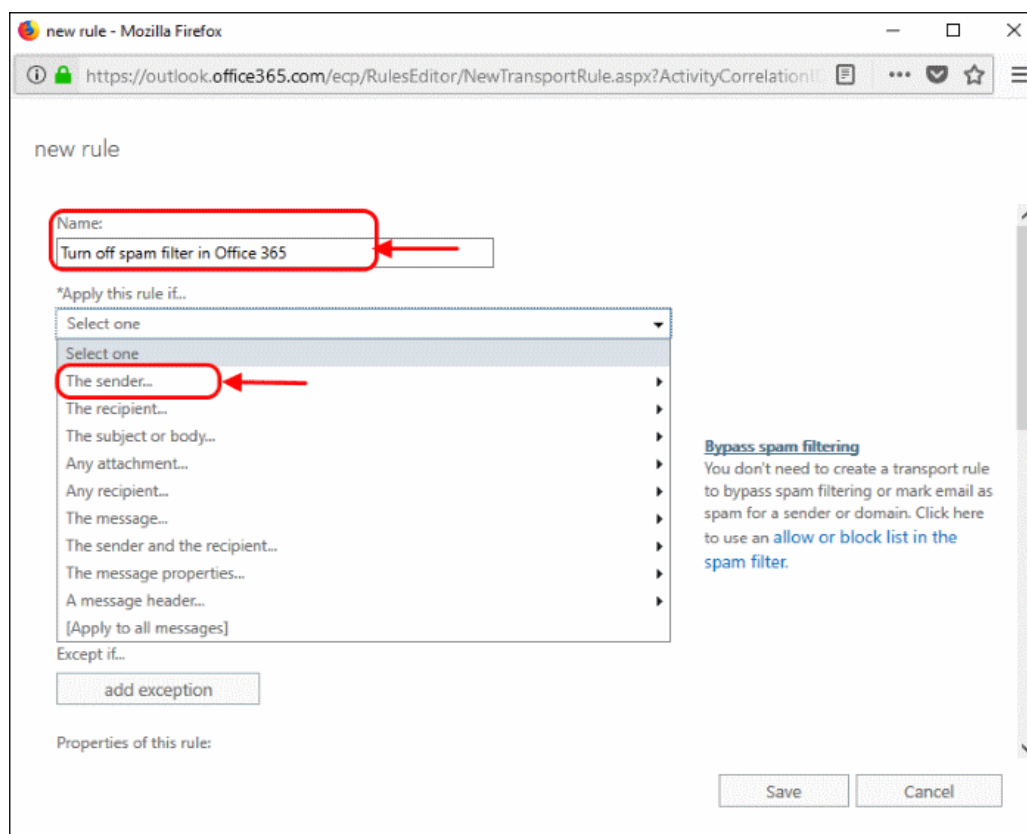 new rule - Mozilla Firefox
https://outlook.office365.com/ecp/RulesEditor/NewTransportRule.aspx?ActivityCorrelationI
new rule
Name:
Turn off spam filter in Office 365
*Apply this rule if...
Select one
Select one
The sender...
The recipient...
The subject or body...
Any attachment...
Any recipient...
The message...
The sender and the recipient...
The message properties...
A message header...
[Apply to all messages]
Bypass spam filtering
You don't need to create a transport rule
to bypass spam filtering or mark email as
spam for a sender or domain. Click here
to use an allow or block list in the
spam filter.
Except if...
add exception
Properties of this rule:
Save
Cancel